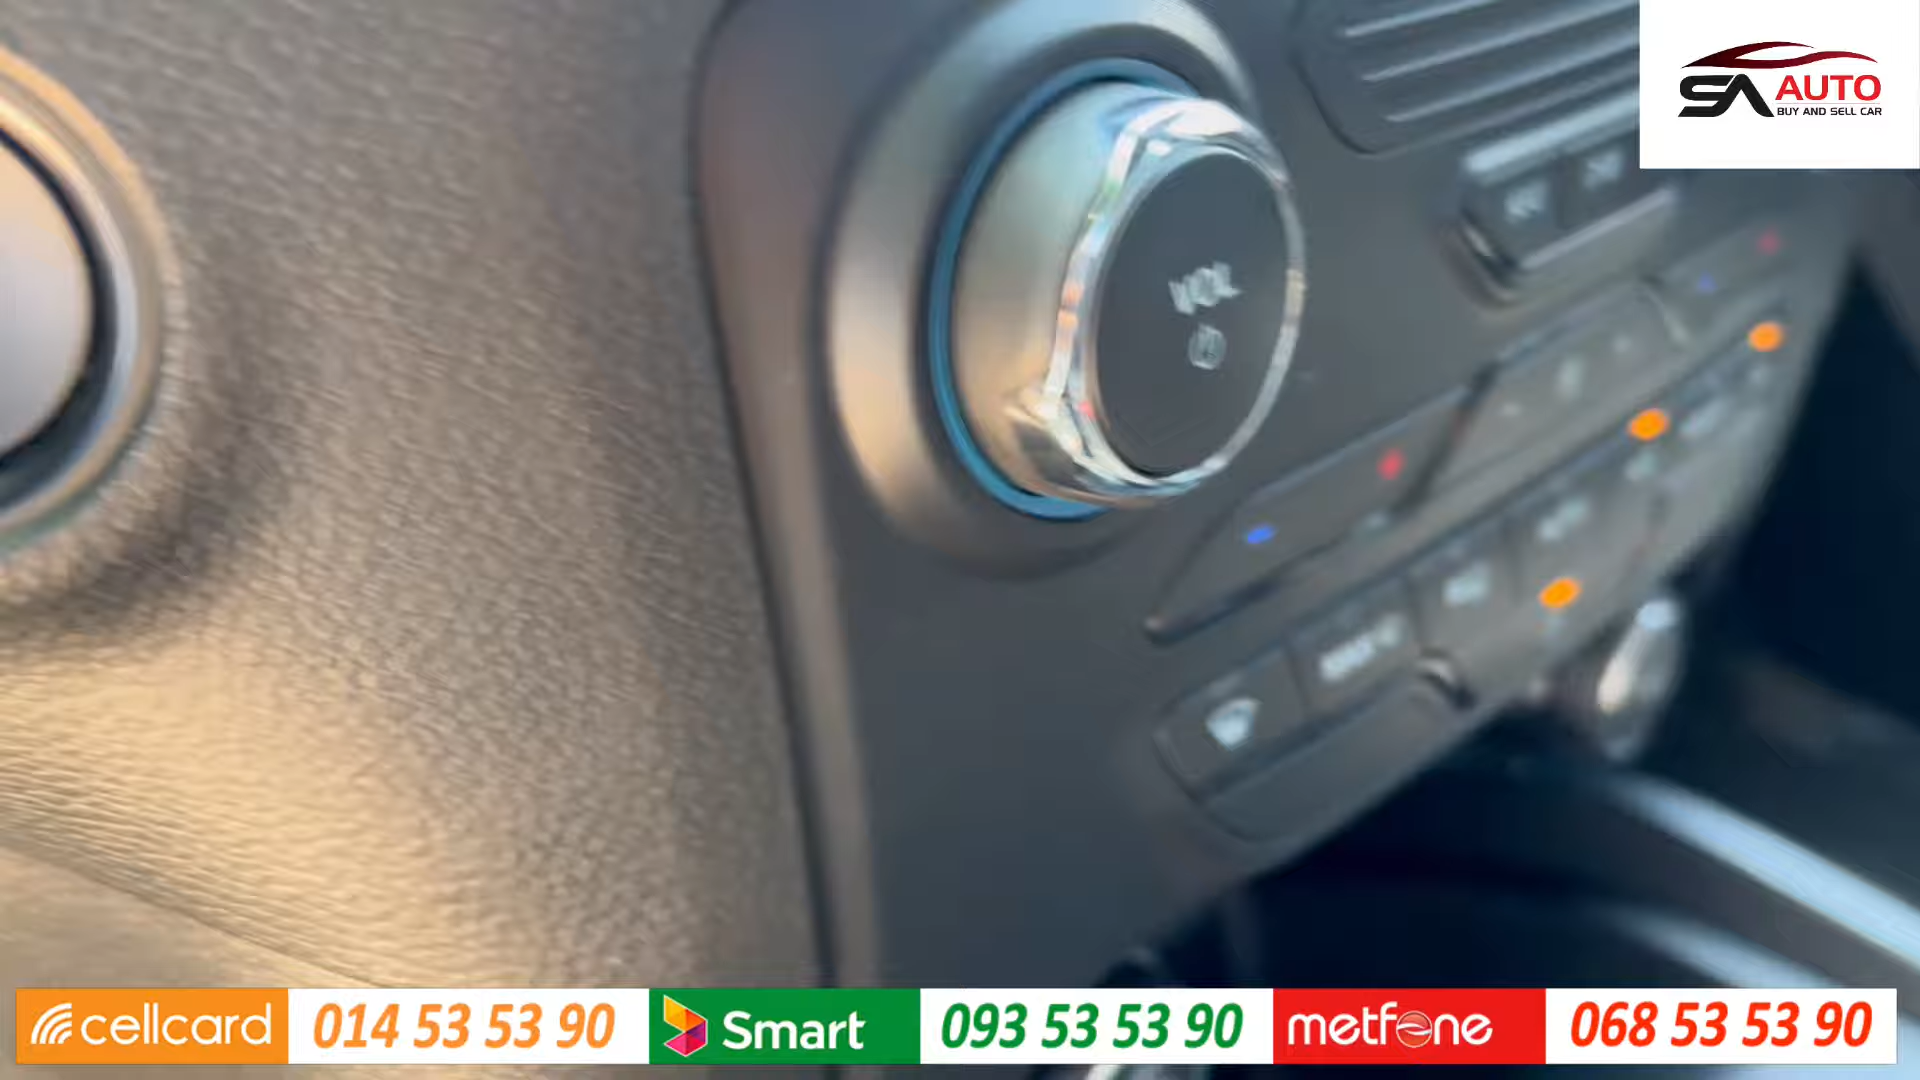 SA AUTO
BUY AND SELL CAR
VOL
cellcard 014 53 53 90 Smart 093 53 53 90 metfone 068 53 53 90